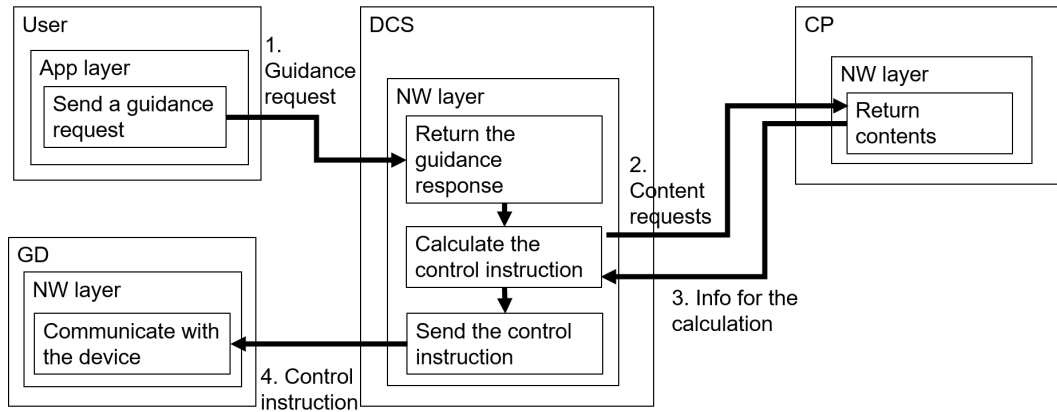 User
App layer
Send a guidance
request
1.
Guidance
request
DCS
NW layer
Return the
guidance
response
Calculate the
control instruction
Send the control
instruction
2.
Content
requests
CP
NW layer
Return
contents
3. Info for the
calculation
GD
NW layer
Communicate with
the device
4. Control
instruction